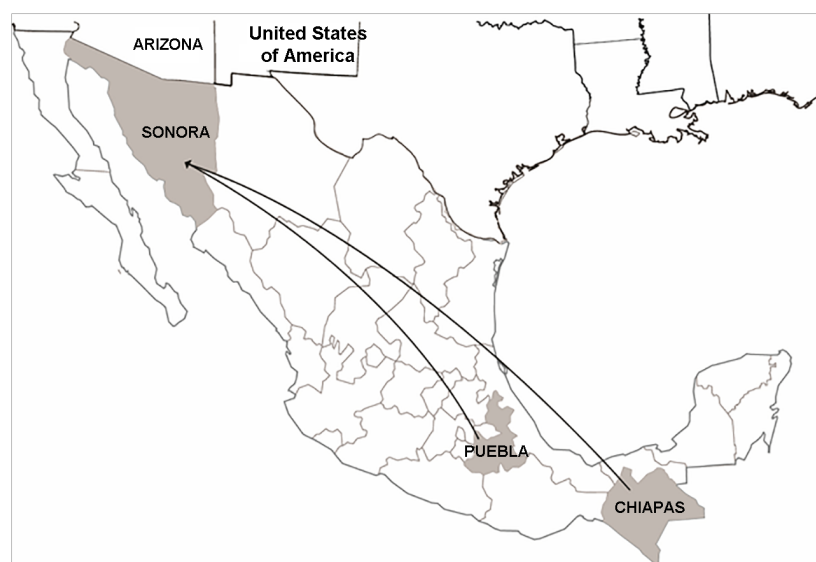 ARIZONA
United States
of America
SONORA
PUEBLA
CHIAPAS